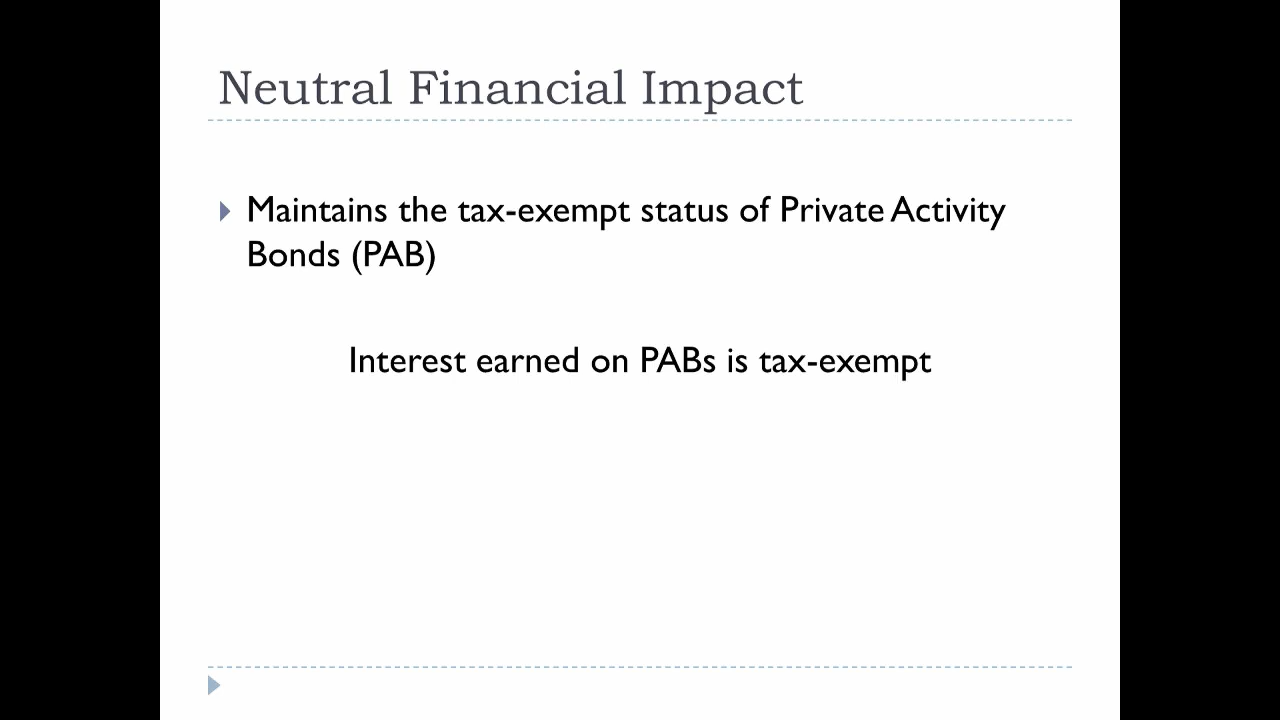 Neutral Financial Impact
Maintains the tax-exempt status of Private Activity
Bonds (PAB)
Interest earned on PABs is tax-exempt